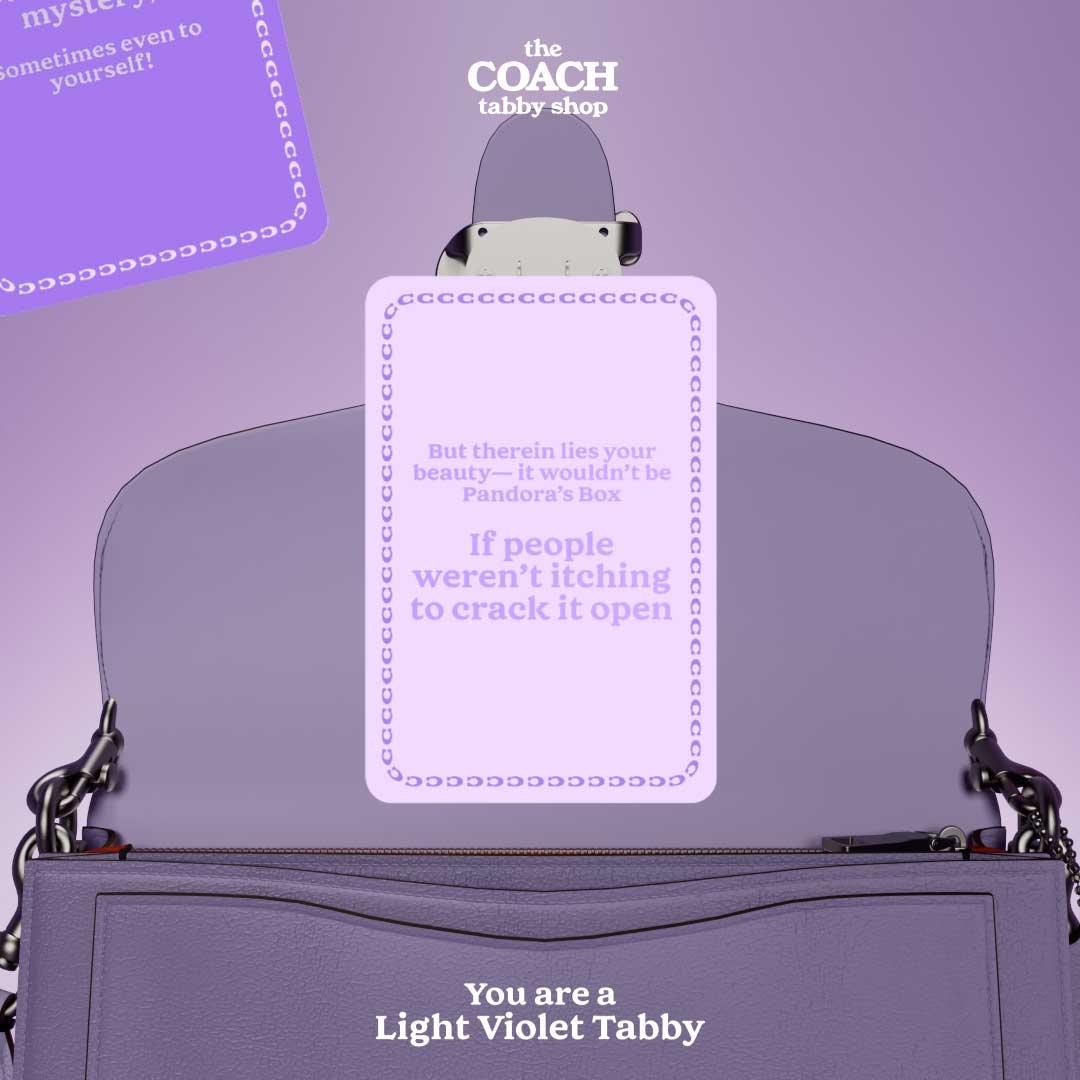 mystery,
Sometimes even to
yourself!
the
COACH
tabby shop
But therein lies your
beauty— it wouldn't be
Pandora's Box
If people
weren't itching
to crack it open
You are a
Light Violet Tabby